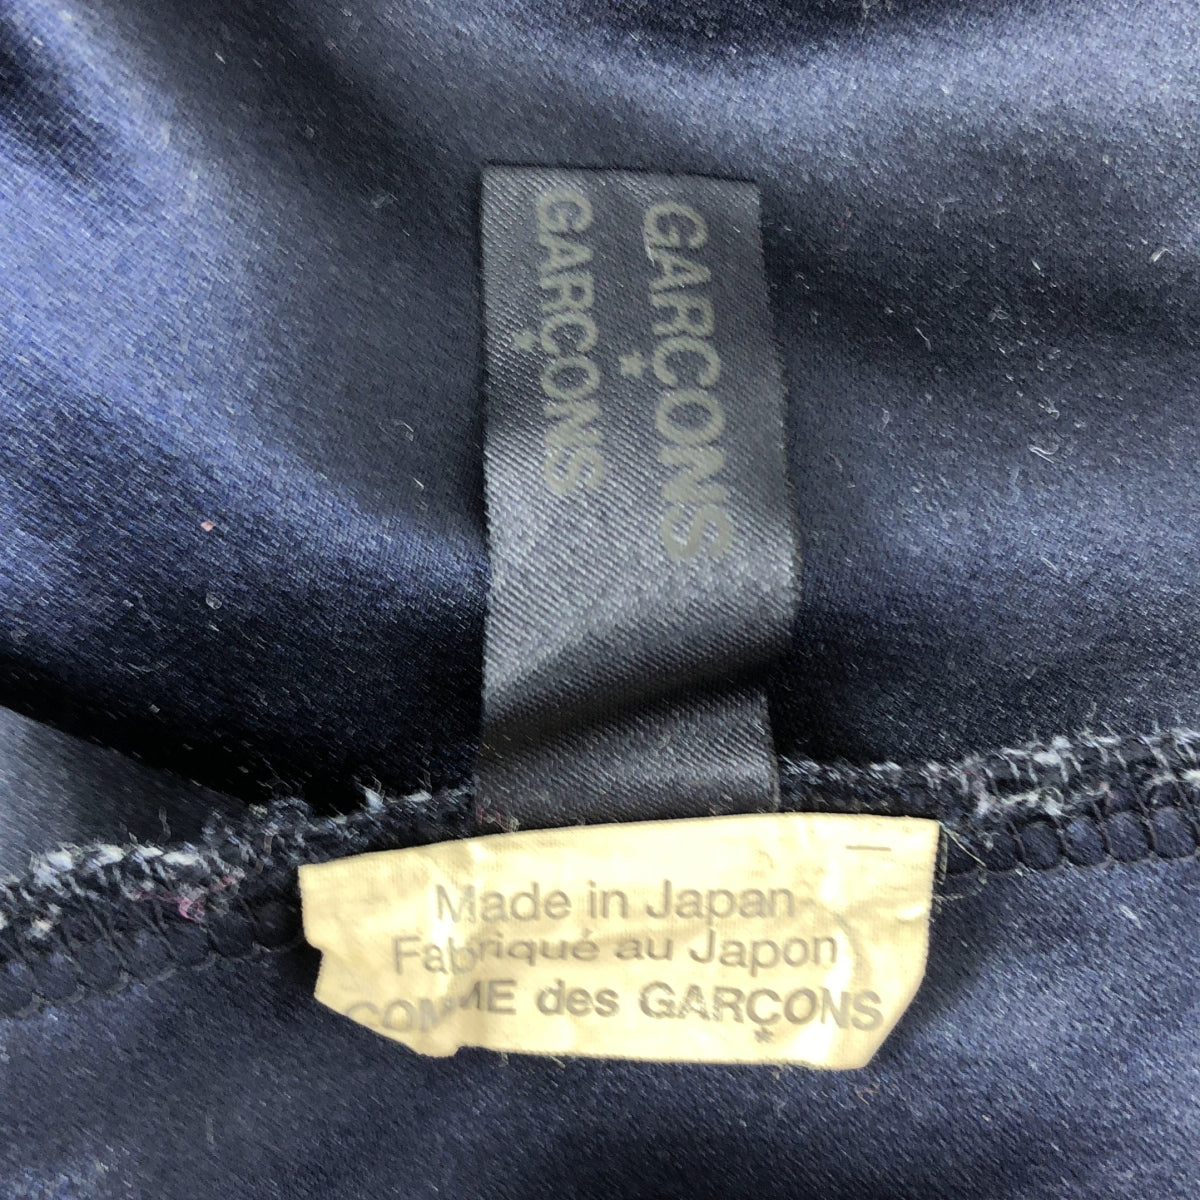 GARÇONS
GARÇONS
Made in Japan
Fabriqué au Japon
COMME des GARÇONS